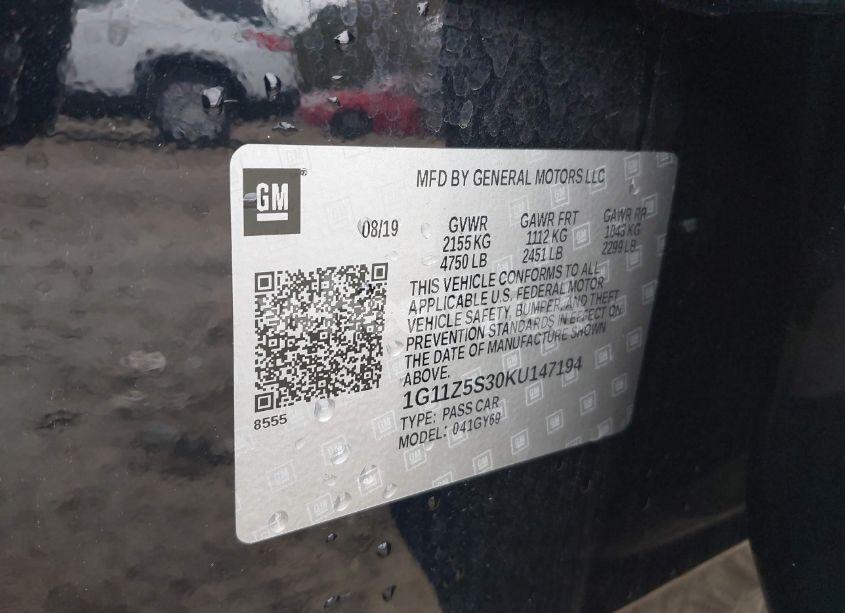 GM
MFD BY GENERAL MOTORS LLC
08/19
GVWR GAWR FRT GAWR RR
2155 KG 1112 KG 1043 KG
4750 LB 2451 LB 2299 LB
THIS VEHICLE CONFORMS TO ALL
APPLICABLE U.S. FEDERAL MOTOR
VEHICLE SAFETY, BUMPER, AND THEFT
PREVENTION STANDARDS IN EFFECT ON
THE DATE OF MANUFACTURE SHOWN
ABOVE.
1G11Z5S30KU147194
TYPE: PASS CAR
MODEL: 041GY69
8555